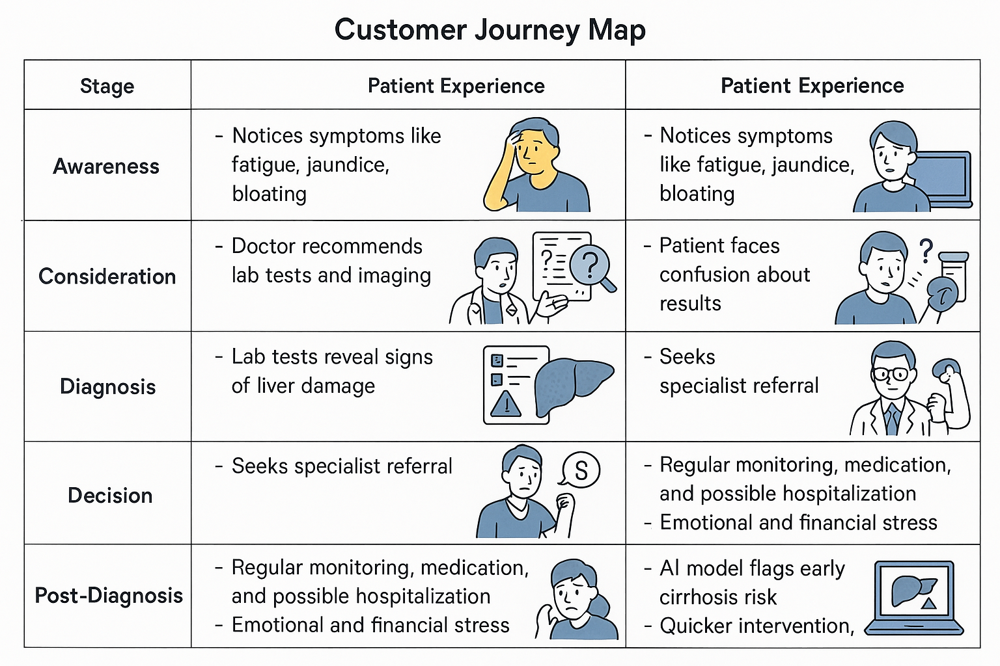 Customer Journey Map
Stage
Patient Experience
Patient Experience
Awareness
- Notices symptoms like
fatigue, jaundice,
bloating
- Notices symptoms
like fatigue, jaundice,
bloating
Consideration
- Doctor recommends
lab tests and imaging
? ?
- Patient faces
confusion about
results
?
Diagnosis
- Lab tests reveal signs
of liver damage
!
- Seeks
specialist referral
Decision
- Seeks specialist referral
S
- Regular monitoring, medication,
and possible hospitalization
- Emotional and financial stress
Post-Diagnosis
- Regular monitoring, medication,
and possible hospitalization
- Emotional and financial stress
- AI model flags early
cirrhosis risk
- Quicker intervention,